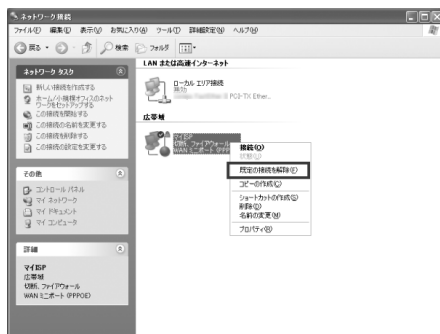 ネットワーク接続
ファイル(F) 編集(E) 表示(V) お気に入り(A) ツール(T) 詳細設定(N) ヘルプ(H)
戻る 検索 フォルダ
ネットワーク タスク
新しい接続を作成する
ホーム/小規模オフィスのネット
ワークをセットアップする
この接続を開始する
この接続の名前を変更する
この接続を削除する
この接続の設定を変更する
その他
コントロール パネル
マイ ネットワーク
マイ ドキュメント
マイ コンピュータ
詳細
マイISP
広帯域
切断, ファイアウォール
WAN ミニポート (PPPOE)
LAN または高速インターネット
ローカル エリア接続
有効
PCI-TX Ether...
広帯域
マイISP
切断, ファイアウォール
WAN ミニポート (PPP
接続(O)
状態(U)
既定の接続を解除(F)
コピーの作成(C)
ショートカットの作成(S)
削除(D)
名前の変更(M)
プロパティ(R)